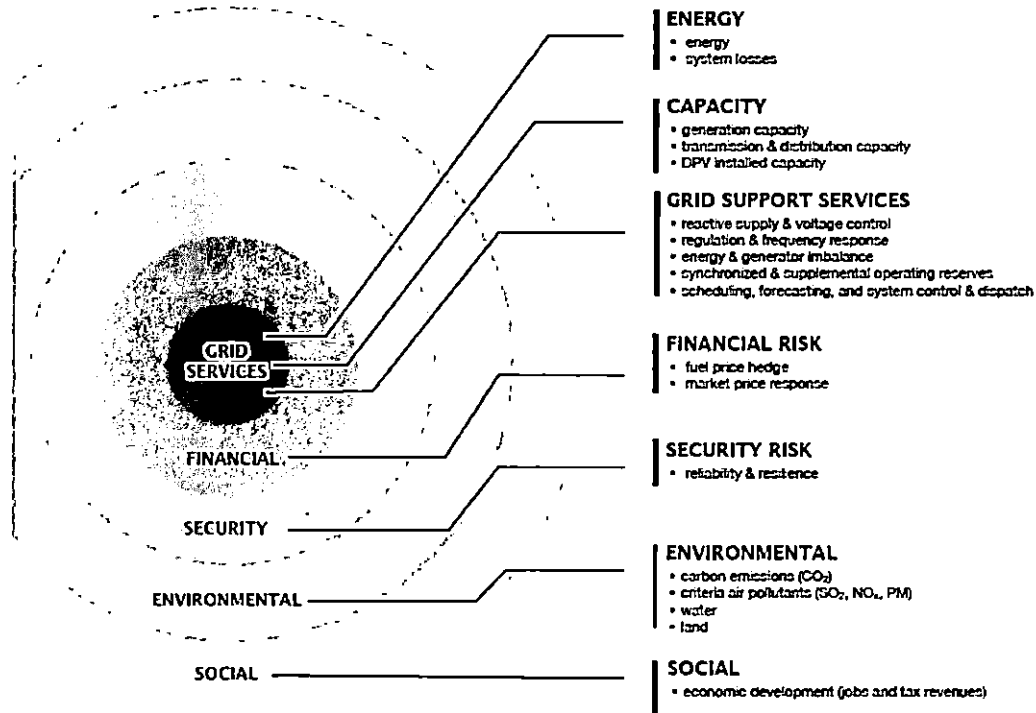 ENERGY
• energy
• system losses
CAPACITY
• generation capacity
• transmission & distribution capacity
• DPV installed capacity
GRID SUPPORT SERVICES
• reactive supply & voltage control
• regulation & frequency response
• energy & generator imbalance
• synchronized & supplemental operating reserves
• scheduling, forecasting, and system control & dispatch
GRID
SERVICES
FINANCIAL RISK
• fuel price hedge
• market price response
FINANCIAL
SECURITY RISK
• reliability & resilience
SECURITY
ENVIRONMENTAL
• carbon emissions (CO₂)
• criteria air pollutants (SO₂, NOₓ, PM)
• water
• land
ENVIRONMENTAL
SOCIAL
SOCIAL
• economic development (jobs and tax revenues)